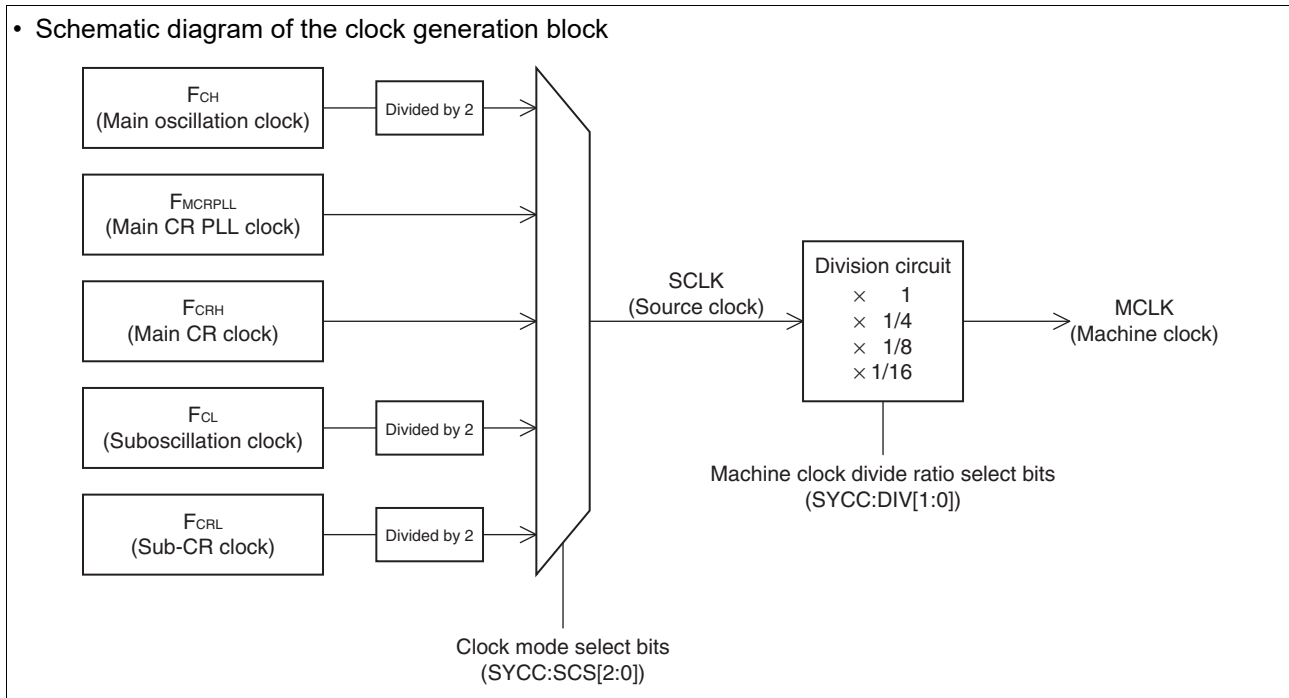 • Schematic diagram of the clock generation block
FCH
(Main oscillation clock)
Divided by 2
FMCRPLL
(Main CR PLL clock)
FCRH
(Main CR clock)
FCL
(Suboscillation clock)
Divided by 2
FCRL
(Sub-CR clock)
Divided by 2
Clock mode select bits
(SYCC:SCS[2:0])
SCLK
(Source clock)
Division circuit
× 1
× 1/4
× 1/8
× 1/16
Machine clock divide ratio select bits
(SYCC:DIV[1:0])
MCLK
(Machine clock)